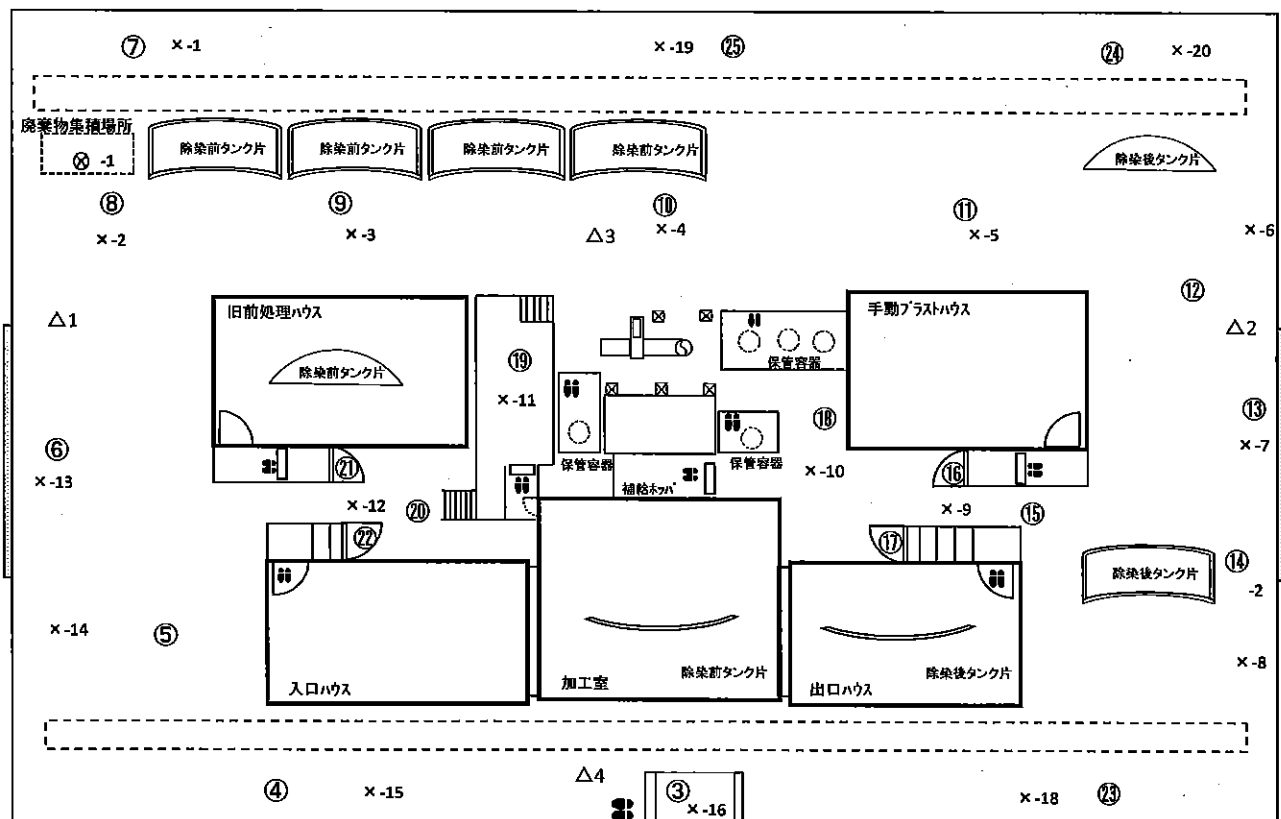 ⑦ ×-1 ×-19 ㉕ ㉔ ×-20
廃棄物集積場所
⊗ -1
除染前タンク片 除染前タンク片 除染前タンク片 除染前タンク片 除染後タンク片
⑧ ⑨ ⑩ ⑪
×-2 ×-3 △3 ×-4 ×-5 ×-6
⑫
旧前処理ハウス 手動ブラストハウス
△1 △2
⑲ 保管容器
除染前タンク片
×-11 ⑱ ⑬
⑥ ×-7
保管容器 保管容器
㉑ ×-10 ⑯
×-13 補給ホッパ
×-12 ⑳ ×-9 ⑮
㉒ ⑰
⑭
除染後タンク片
-2
×-14 ⑤
×-8
除染前タンク片 除染後タンク片
入口ハウス 加工室 出口ハウス
△4
④ ×-15 ③ ×-18 ㉓
×-16